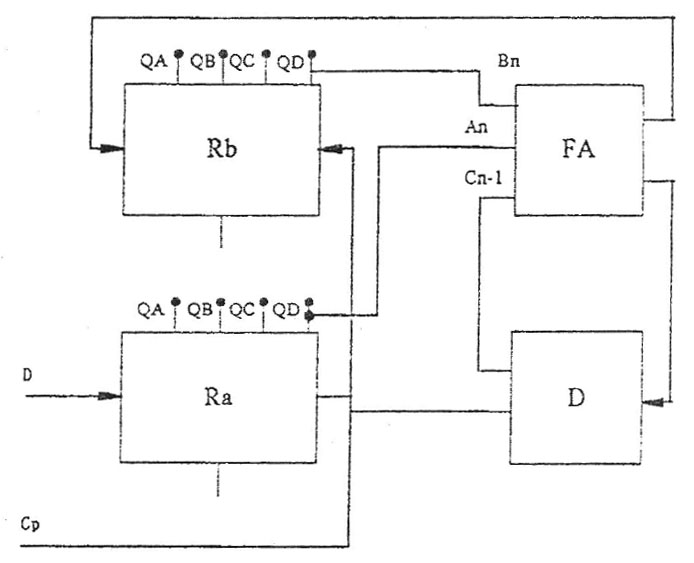 QA QB QC QD Bn
Rb An FA
Cn-1
QA QB QC QD
D Ra D
Cp